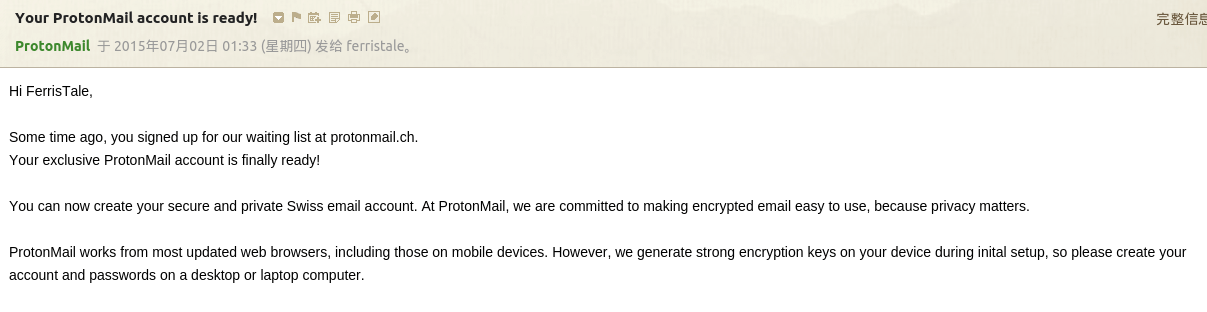 Your ProtonMail account is ready!
完整信息
ProtonMail 于 2015年07月02日 01:33 (星期四) 发给 ferristale。
Hi FerrisTale,
Some time ago, you signed up for our waiting list at protonmail.ch.
Your exclusive ProtonMail account is finally ready!
You can now create your secure and private Swiss email account. At ProtonMail, we are committed to making encrypted email easy to use, because privacy matters.
ProtonMail works from most updated web browsers, including those on mobile devices. However, we generate strong encryption keys on your device during inital setup, so please create your
account and passwords on a desktop or laptop computer.